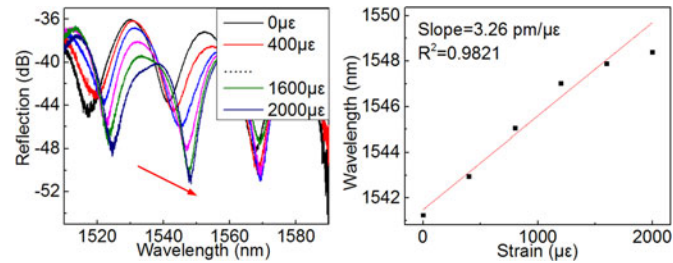 0με
400με
......
1600με
2000με
Reflection (dB)
-36
-40
-44
-48
-52
1520 1540 1560 1580
Wavelength (nm)
Slope=3.26 pm/με
R²=0.9821
Wavelength (nm)
1550
1548
1546
1544
1542
0 1000 2000
Strain (με)